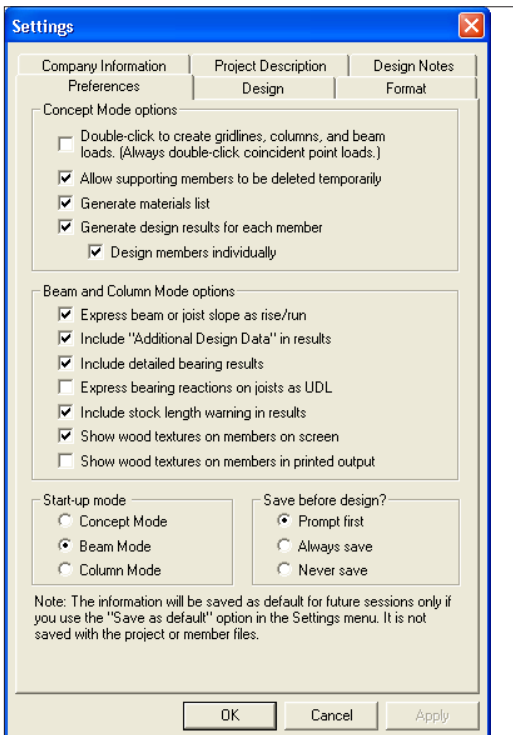 Settings
Company Information
Project Description
Design Notes
Preferences
Design
Format
Concept Mode options
Double-click to create gridlines, columns, and beam
loads. (Always double-click coincident point loads.)
Allow supporting members to be deleted temporarily
Generate materials list
Generate design results for each member
Design members individually
Beam and Column Mode options
Express beam or joist slope as rise/run
Include "Additional Design Data" in results
Include detailed bearing results
Express bearing reactions on joists as UDL
Include stock length warning in results
Show wood textures on members on screen
Show wood textures on members in printed output
Start-up mode
Concept Mode
Beam Mode
Column Mode
Save before design?
Prompt first
Always save
Never save
Note: The information will be saved as default for future sessions only if
you use the "Save as default" option in the Settings menu. It is not
saved with the project or member files.
OK
Cancel
Apply